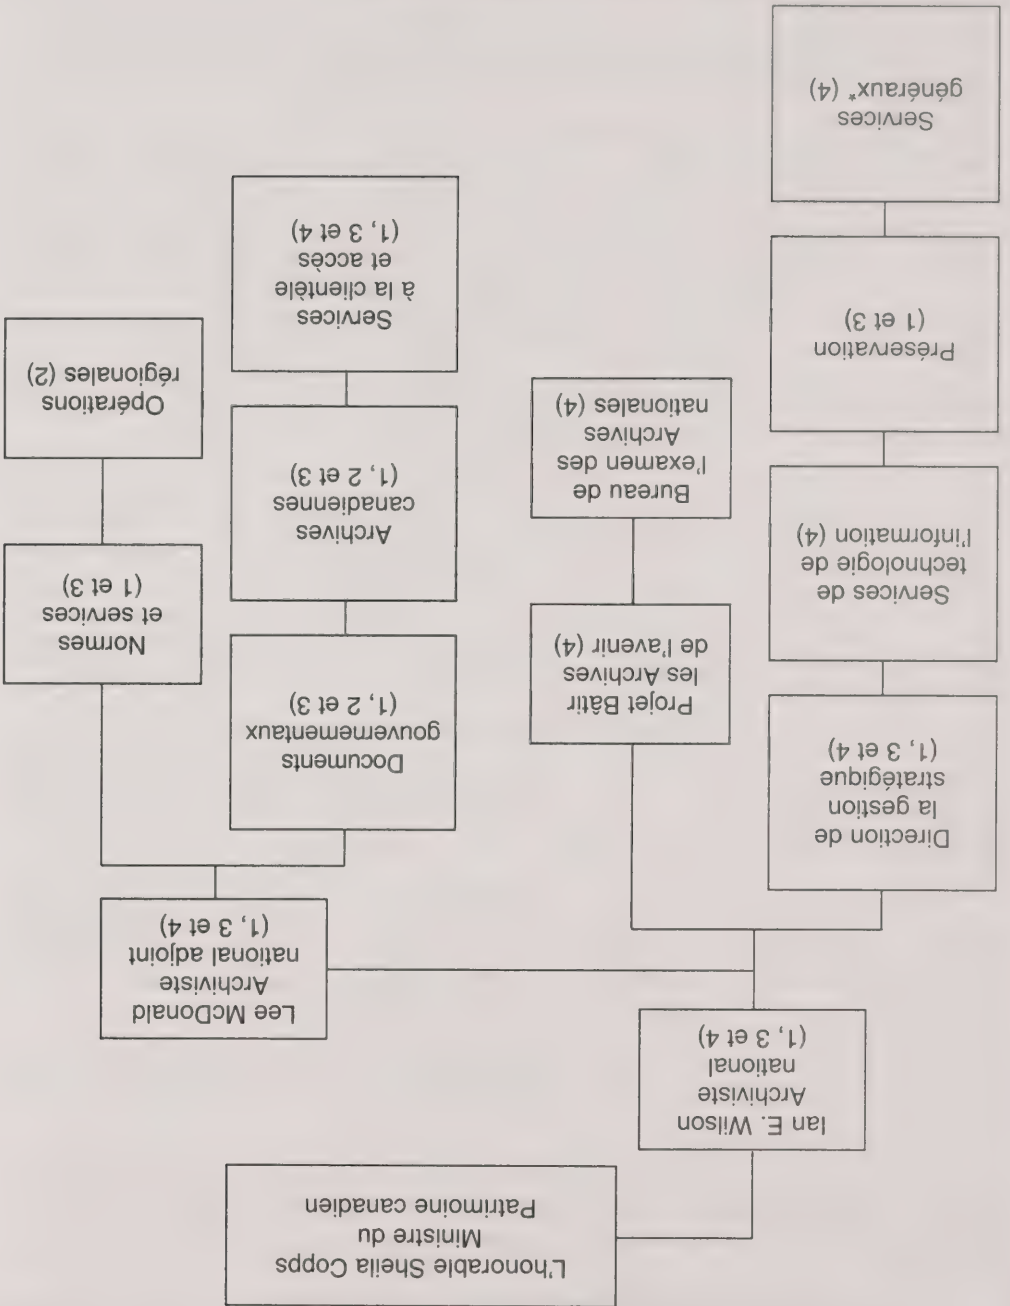 L'honorable Sheila Copps
Ministre du
Patrimoine canadien
Ian E. Wilson
Archiviste
national
(1, 3 et 4)
Lee McDonald
Archiviste
national adjoint
(1, 3 et 4)
Direction de
la gestion
stratégique
(1, 3 et 4)
Services de
technologie de
l'information (4)
Préservation
(1 et 3)
Services
généraux* (4)
Projet Bâtir
les Archives
de l'avenir (4)
Bureau de
l'examen des
Archives
nationales (4)
Documents
gouvernementaux
(1, 2 et 3)
Archives
canadiennes
(1, 2 et 3)
Services
à la clientèle
et accès
(1, 3 et 4)
Normes
et services
(1 et 3)
Opérations
régionales (2)